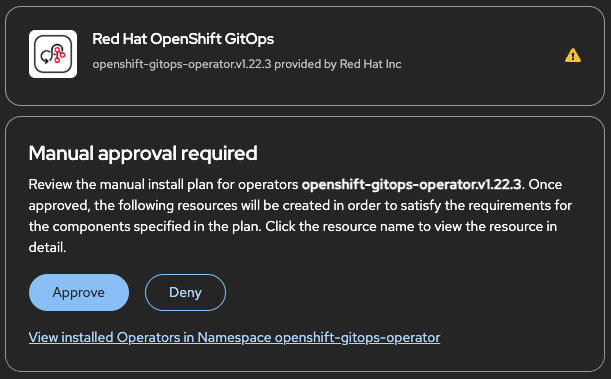 Red Hat OpenShift GitOps
openshift-gitops-operator.v1.22.3 provided by Red Hat Inc
Manual approval required
Review the manual install plan for operators openshift-gitops-operator.v1.22.3. Once
approved, the following resources will be created in order to satisfy the requirements for
the components specified in the plan. Click the resource name to view the resource in
detail.
Approve
Deny
View installed Operators in Namespace openshift-gitops-operator